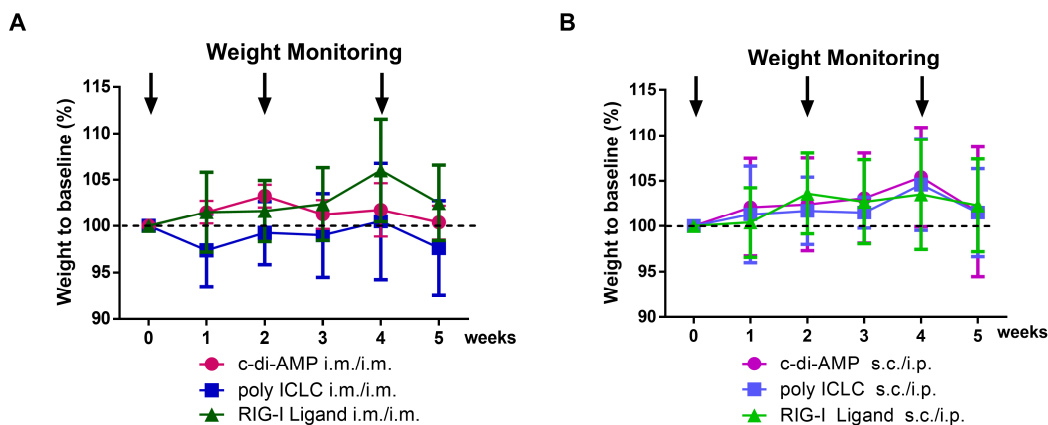 A
Weight Monitoring
Weight to baseline (%)
115
110
105
100
95
90
0 1 2 3 4 5 weeks
c-di-AMP i.m./i.m.
poly ICLC i.m./i.m.
RIG-I Ligand i.m./i.m.
B
Weight Monitoring
Weight to baseline (%)
115
110
105
100
95
90
0 1 2 3 4 5 weeks
c-di-AMP s.c./i.p.
poly ICLC s.c./i.p.
RIG-I Ligand s.c./i.p.